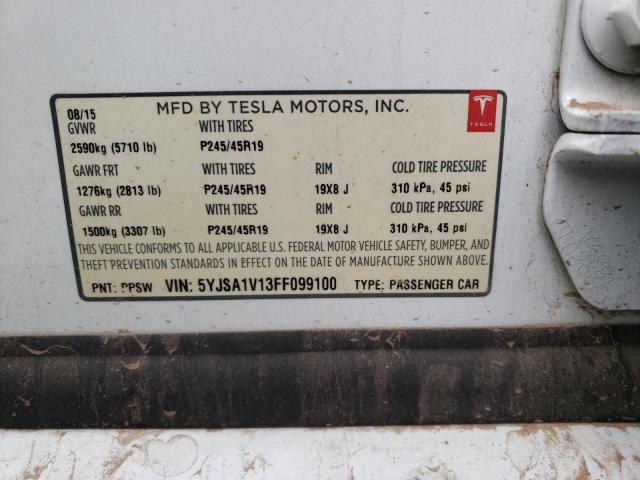 08/15 MFD BY TESLA MOTORS, INC.
TESLA
GVWR WITH TIRES
2590kg (5710 lb) P245/45R19
GAWR FRT WITH TIRES RIM COLD TIRE PRESSURE
1276kg (2813 lb) P245/45R19 19X8 J 310 kPa, 45 psi
GAWR RR WITH TIRES RIM COLD TIRE PRESSURE
1500kg (3307 lb) P245/45R19 19X8 J 310 kPa, 45 psi
THIS VEHICLE CONFORMS TO ALL APPLICABLE U.S. FEDERAL MOTOR VEHICLE SAFETY, BUMPER, AND
THEFT PREVENTION STANDARDS IN EFFECT ON THE DATE OF MANUFACTURE SHOWN ABOVE.
PNT: PPSW VIN: 5YJSA1V13FF099100 TYPE: PASSENGER CAR